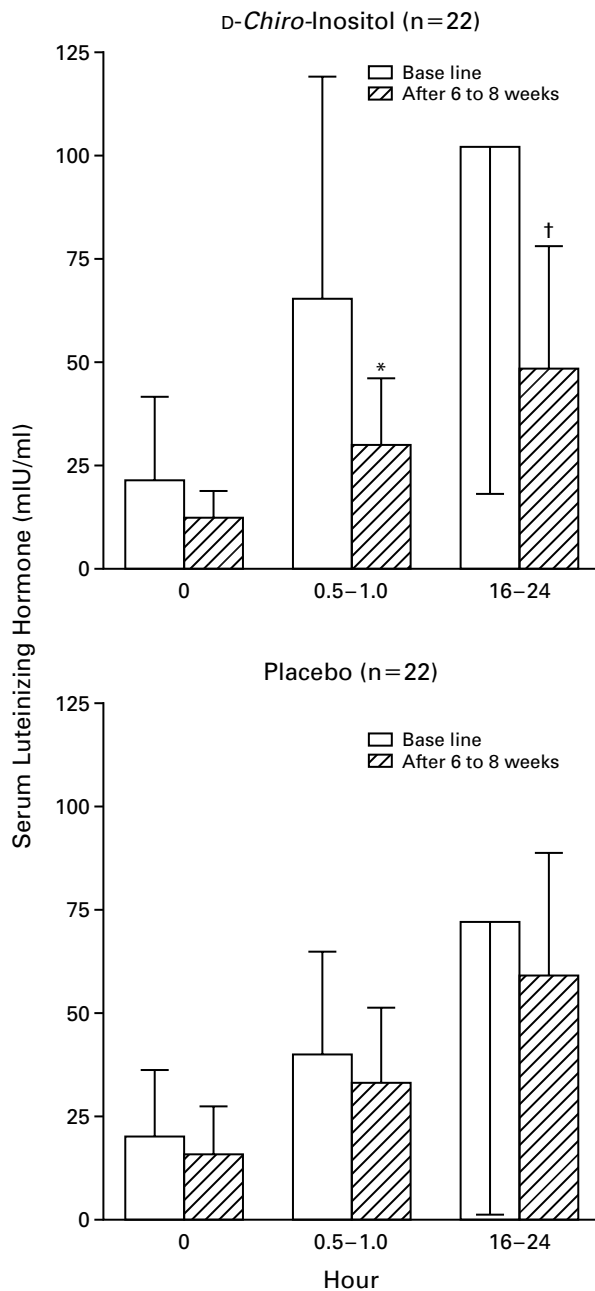 D-Chiro-Inositol (n=22)
125
100
75
50
25
0
Base line
After 6 to 8 weeks
*
†
0
0.5–1.0
16–24
Serum Luteinizing Hormone (mIU/ml)
Placebo (n=22)
125
100
75
50
25
0
Base line
After 6 to 8 weeks
0
0.5–1.0
16–24
Hour